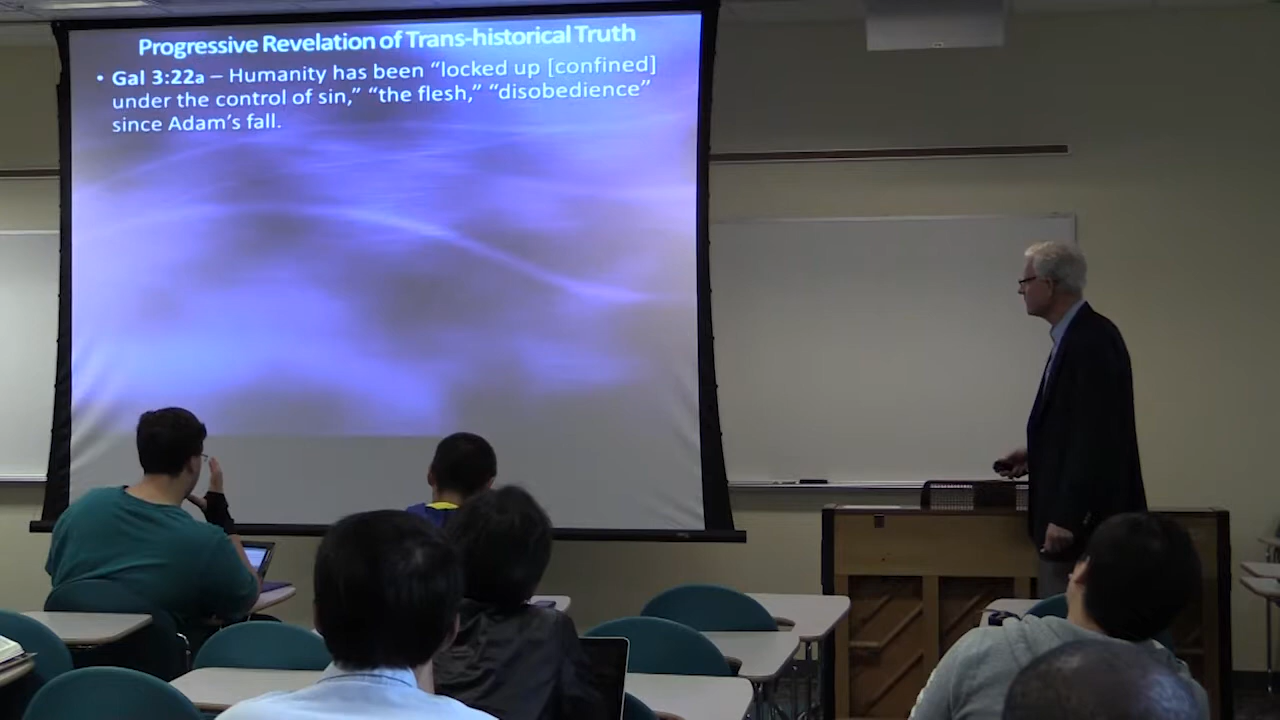 Progressive Revelation of Trans-historical Truth
• Gal 3:22a – Humanity has been “locked up [confined]
under the control of sin,” “the flesh,” “disobedience”
since Adam’s fall.